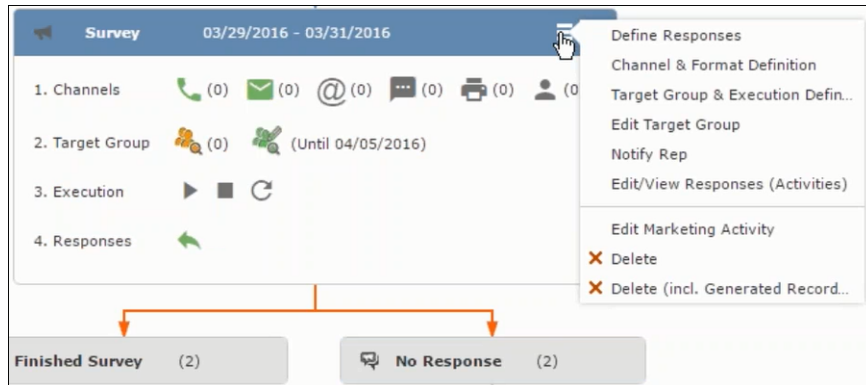 Survey 03/29/2016 - 03/31/2016
1. Channels (0) (0) @ (0) (0) (0) (0
2. Target Group (0) (Until 04/05/2016)
3. Execution
4. Responses
Define Responses
Channel & Format Definition
Target Group & Execution Defin...
Edit Target Group
Notify Rep
Edit/View Responses (Activities)
Edit Marketing Activity
Delete
Delete (incl. Generated Record...
Finished Survey (2)
No Response (2)